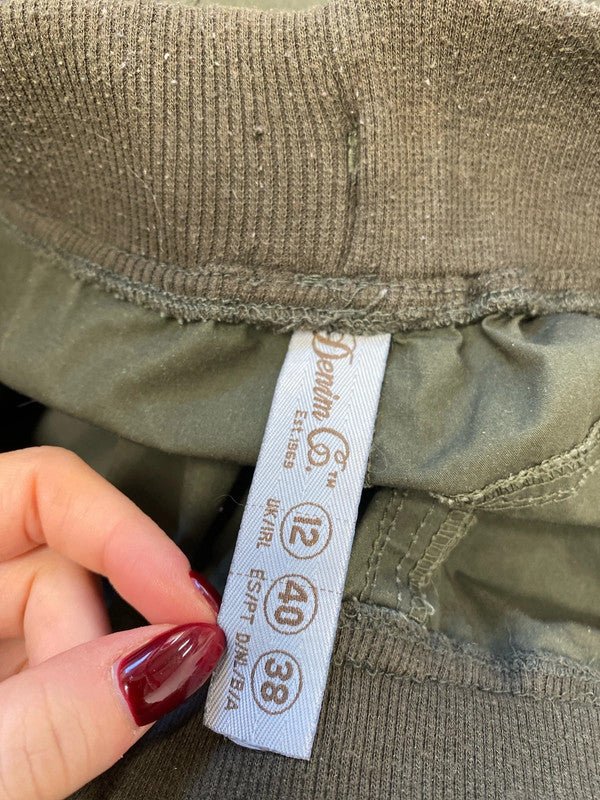 Denim Co.™
Est.1969
12
UK/IRL
40
ES/PT
38
D/NL/B/A